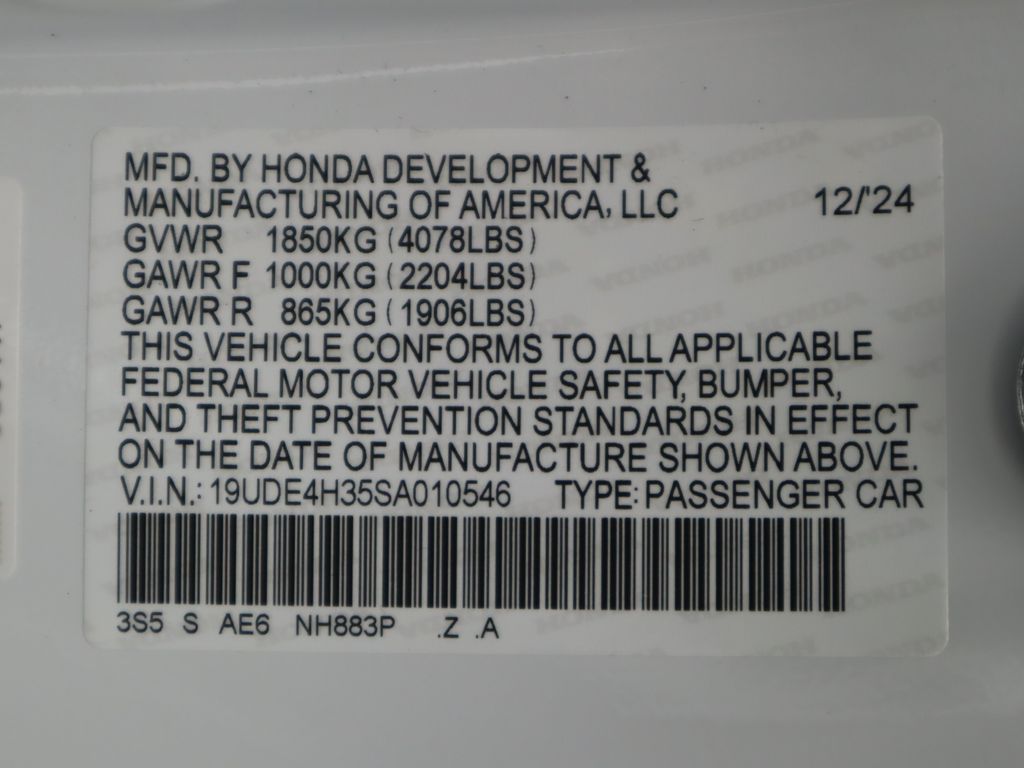 MFD. BY HONDA DEVELOPMENT &
MANUFACTURING OF AMERICA, LLC 12/'24
GVWR 1850KG (4078LBS)
GAWR F 1000KG (2204LBS)
GAWR R 865KG (1906LBS)
THIS VEHICLE CONFORMS TO ALL APPLICABLE
FEDERAL MOTOR VEHICLE SAFETY, BUMPER,
AND THEFT PREVENTION STANDARDS IN EFFECT
ON THE DATE OF MANUFACTURE SHOWN ABOVE.
V.I.N.: 19UDE4H35SA010546 TYPE: PASSENGER CAR
3S5 S AE6 NH883P .Z .A